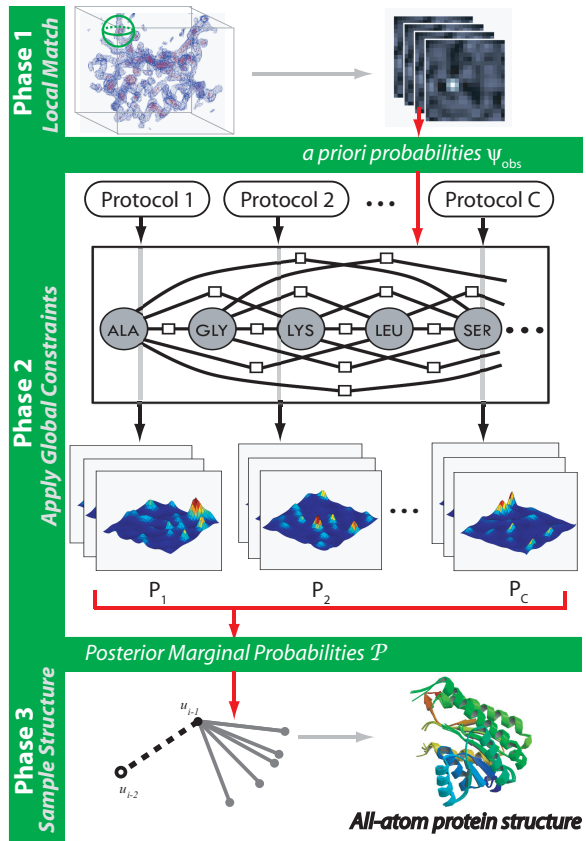 Phase 1
Local Match
a priori probabilities Ψobs
Phase 2
Apply Global Constraints
Protocol 1
Protocol 2
•••
Protocol C
ALA
GLY
LYS
LEU
SER
•••
•••
P1
P2
PC
Posterior Marginal Probabilities P
Phase 3
Sample Structure
ui-1
ui-2
All-atom protein structure